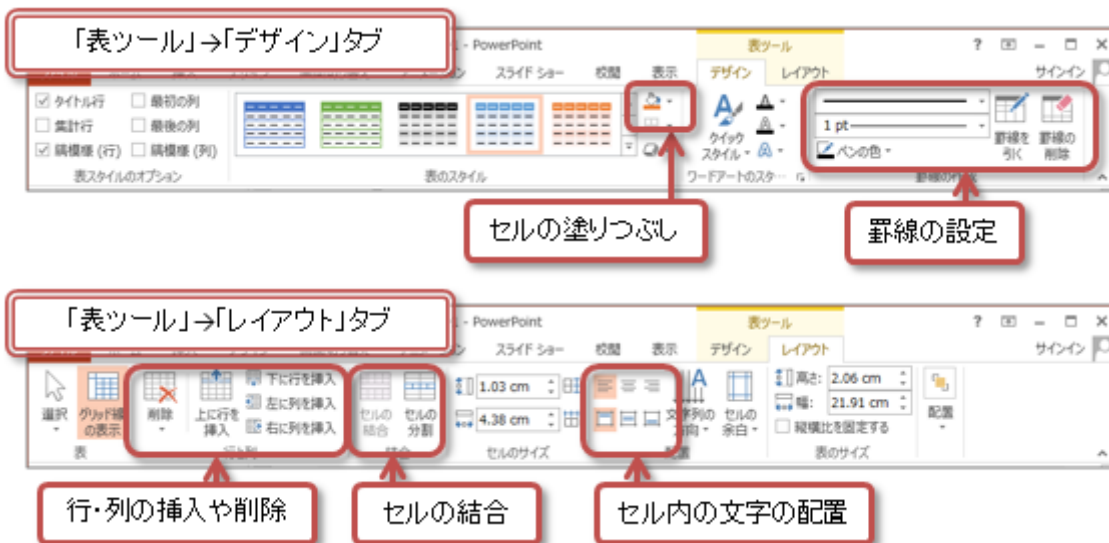 「表ツール」→「デザイン」タブ
- PowerPoint
表ツール
スライド ショー 校閲 表示 デザイン レイアウト サインイン
タイトル行 最初の列
集計行 最後の列
縞模様 (行) 縞模様 (列)
クイック
スタイル
1 pt
ペンの色
罫線を
引く
罫線の
削除
表スタイルのオプション 表のスタイル ワードアートのスタ…
セルの塗りつぶし
罫線の設定
「表ツール」→「レイアウト」タブ
- PowerPoint
表ツール
スライド ショー 校閲 表示 デザイン レイアウト サインイン
選択
グリッド線
の表示
削除
上に行を
挿入
下に行を挿入
左に列を挿入
右に列を挿入
セルの
結合
セルの
分割
1.03 cm
4.38 cm
文字列の
方向
セルの
余白
高さ: 2.06 cm
幅: 21.91 cm
縦横比を固定する
配置
表 セルのサイズ 配置 表のサイズ
行・列の挿入や削除
セルの結合
セル内の文字の配置